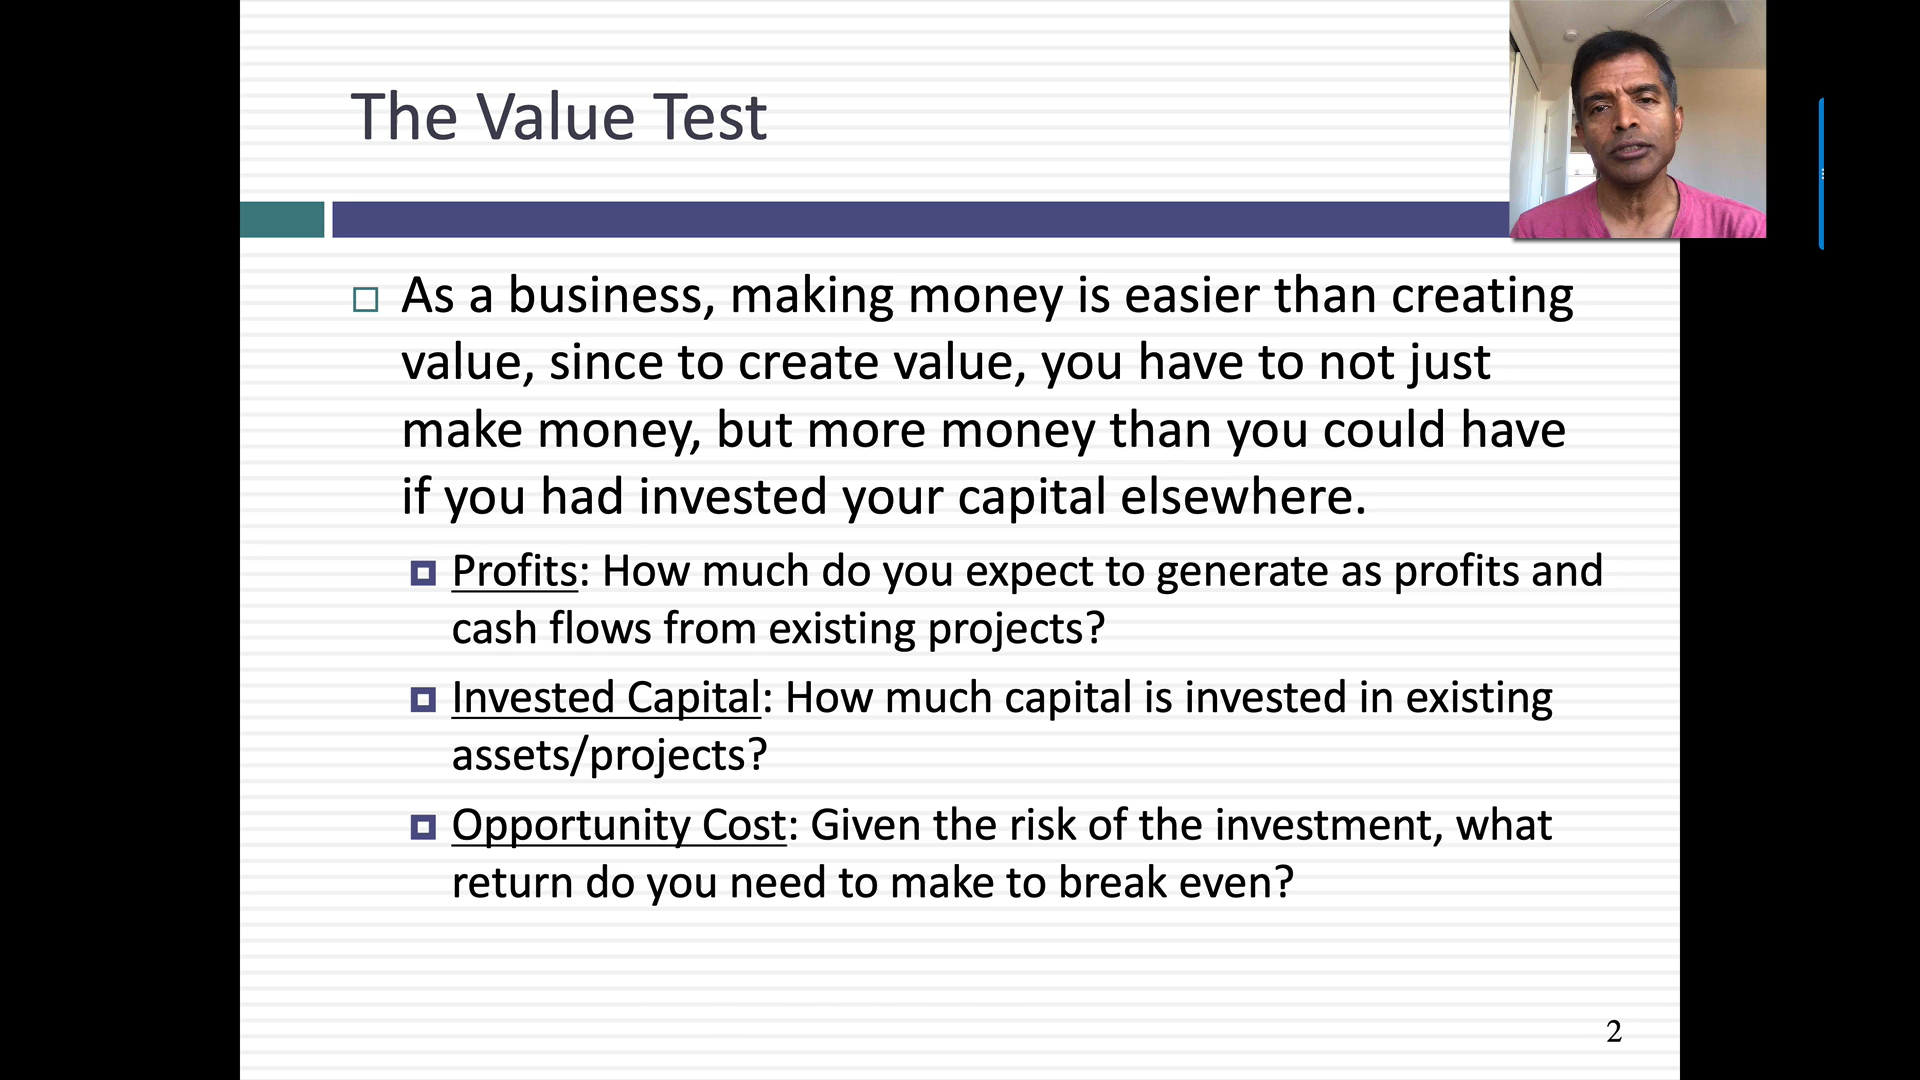 The Value Test
As a business, making money is easier than creating
value, since to create value, you have to not just
make money, but more money than you could have
if you had invested your capital elsewhere.
Profits: How much do you expect to generate as profits and
cash flows from existing projects?
Invested Capital: How much capital is invested in existing
assets/projects?
Opportunity Cost: Given the risk of the investment, what
return do you need to make to break even?
2